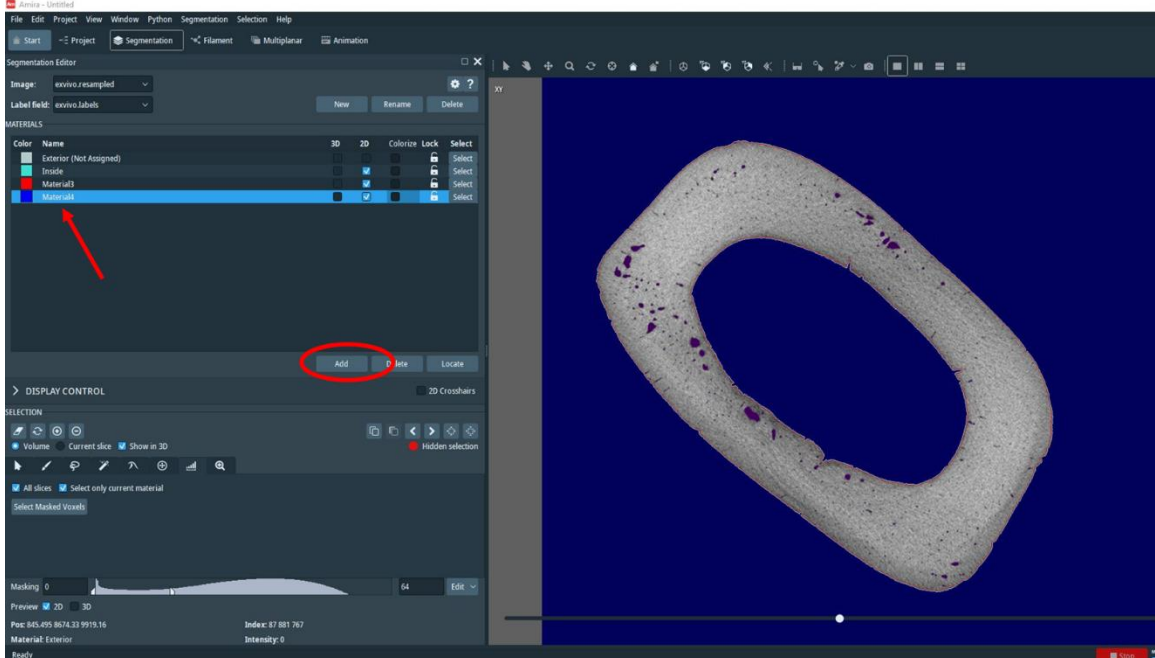 Amira - Untitled
File Edit Project View Window Python Segmentation Selection Help
Start Project Segmentation Filament Multiplanar Animation
Segmentation Editor
Image: exvivo.resampled
Label field: exvivo.labels New Rename Delete
MATERIALS
Color Name 3D 2D Colorize Lock Select
Exterior (Not Assigned) Select
Inside Select
Material3 Select
Material4 Select
Add Delete Locate
DISPLAY CONTROL 2D Crosshairs
SELECTION
Volume Current slice Show in 3D Hidden selection
All slices Select only current material
Select Masked Voxels
Masking 0 64 Edit
Preview 2D 3D
Pos: 845.495 8674.33 9919.16 Index: 87 881 767
Material: Exterior Intensity: 0
Ready Stop
XY